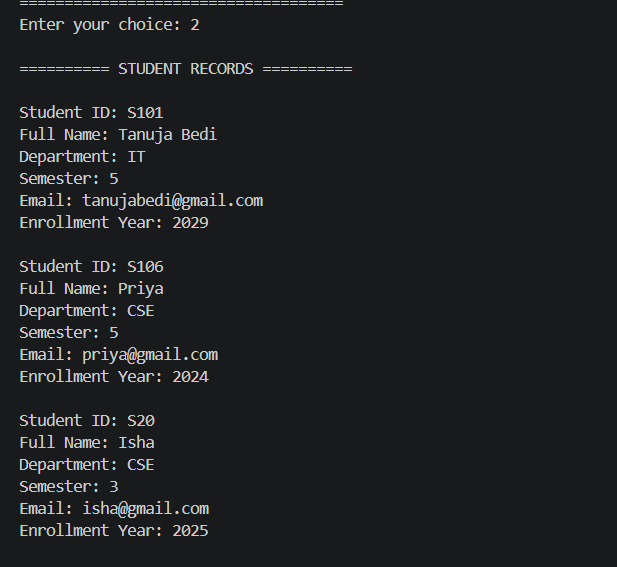 ====================================
Enter your choice: 2
========== STUDENT RECORDS ==========
Student ID: S101
Full Name: Tanuja Bedi
Department: IT
Semester: 5
Email: tanujabedi@gmail.com
Enrollment Year: 2029
Student ID: S106
Full Name: Priya
Department: CSE
Semester: 5
Email: priya@gmail.com
Enrollment Year: 2024
Student ID: S20
Full Name: Isha
Department: CSE
Semester: 3
Email: isha@gmail.com
Enrollment Year: 2025